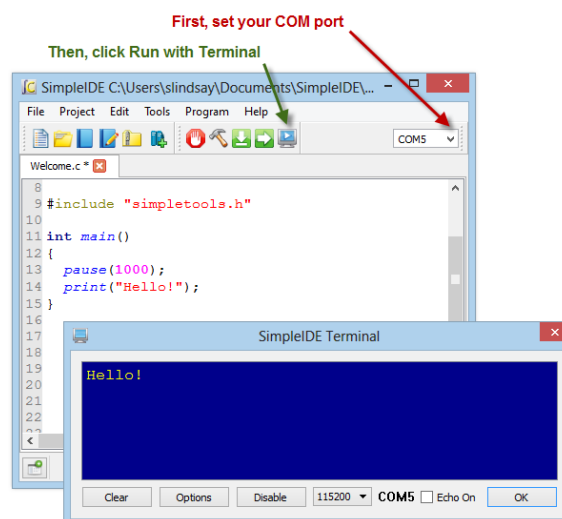 First, set your COM port
Then, click Run with Terminal
SimpleIDE C:\Users\slindsay\Documents\SimpleIDE\...
File Project Edit Tools Program Help
COM5
Welcome.c *
8
9 #include "simpletools.h"
10
11 int main()
12 {
13 pause(1000);
14 print("Hello!");
15 }
16
17
18
19
20
21
22
23
SimpleIDE Terminal
Hello!
Clear Options Disable 115200 COM5 Echo On OK